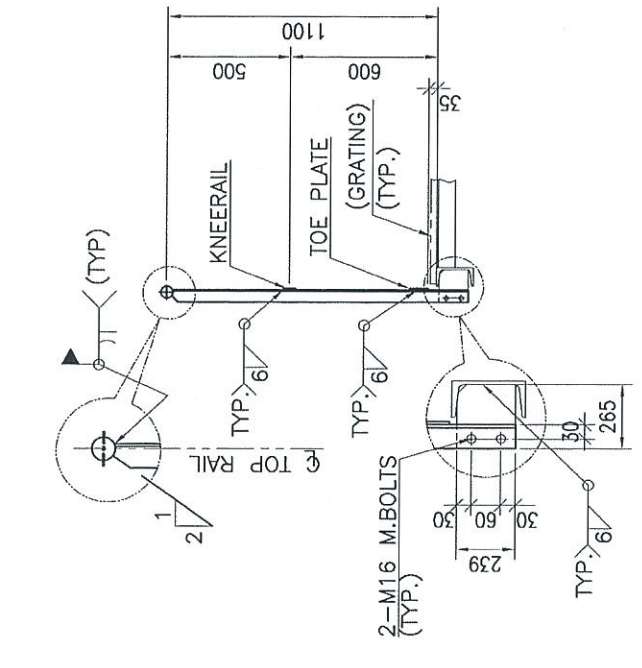 (TYP)
1100
500
600
35
KNEERAIL
TOE PLATE
(GRATING)
(TYP.)
TYP.
6
TYP.
6
1
2
℄ TOP RAIL
2-M16 M.BOLTS
(TYP.)
30
60
30
239
30
265
TYP.
6